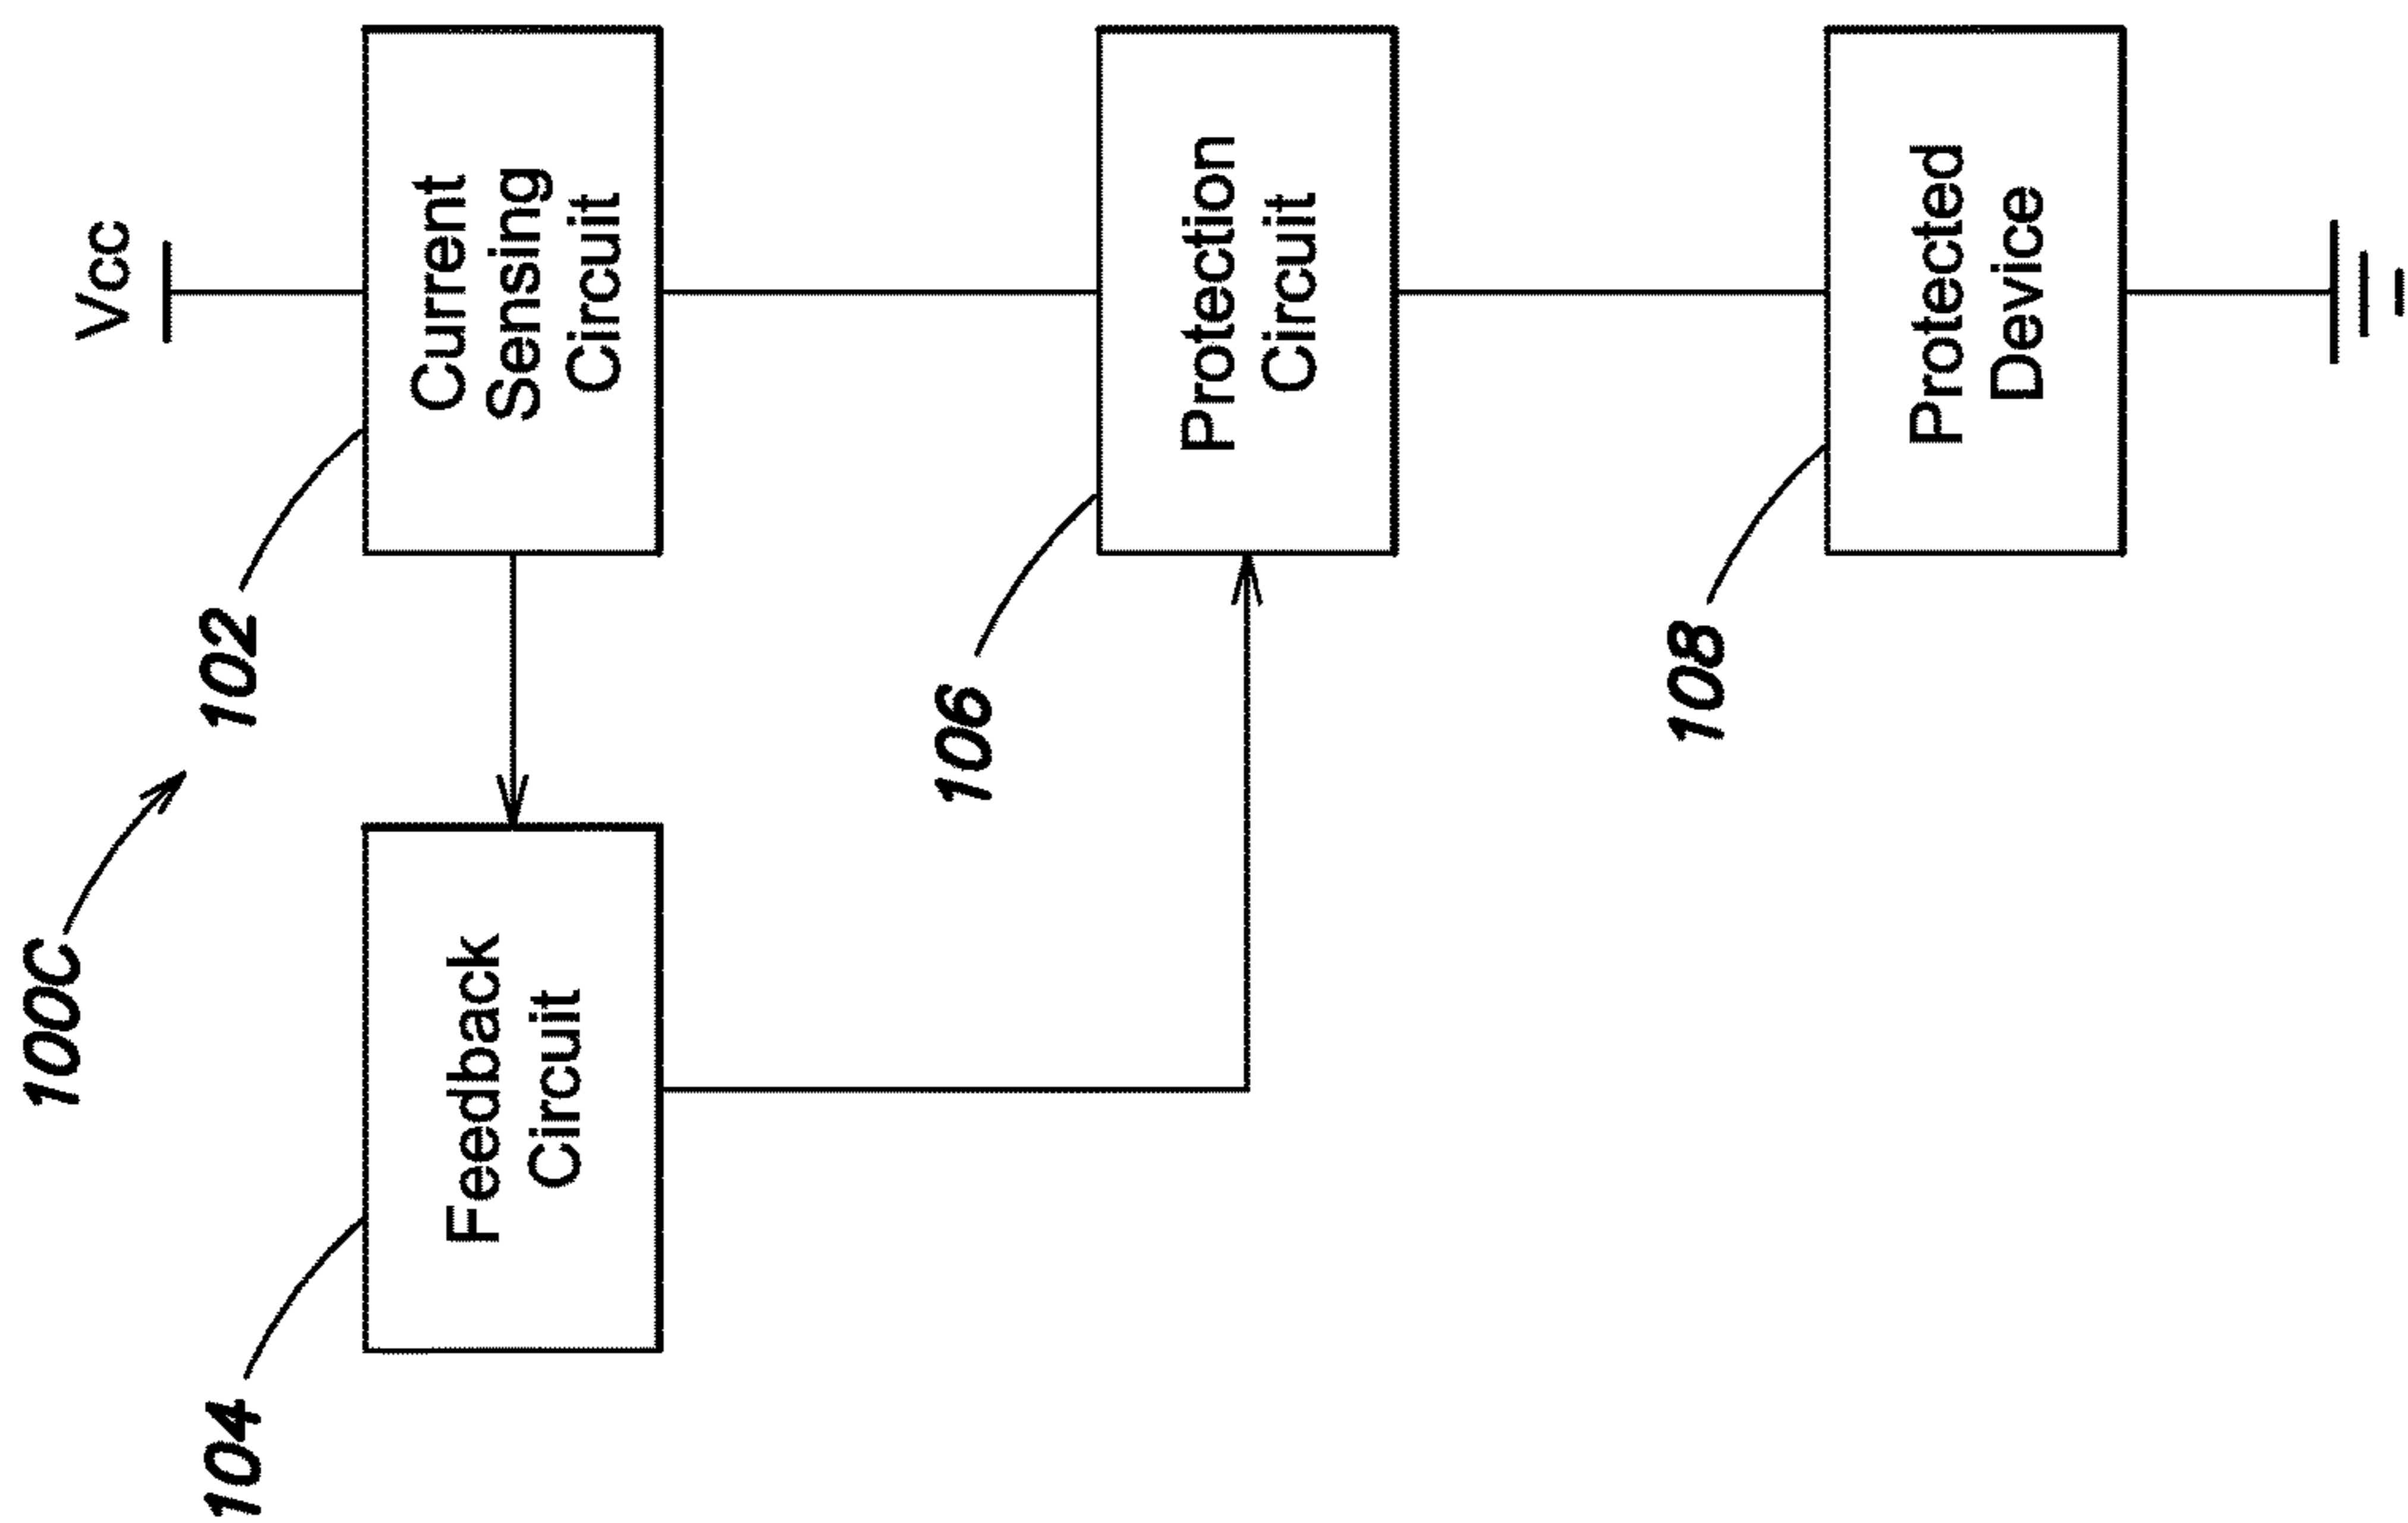 100C
Vcc
102
Current
Sensing
Circuit
104
Feedback
Circuit
106
Protection
Circuit
108
Protected
Device